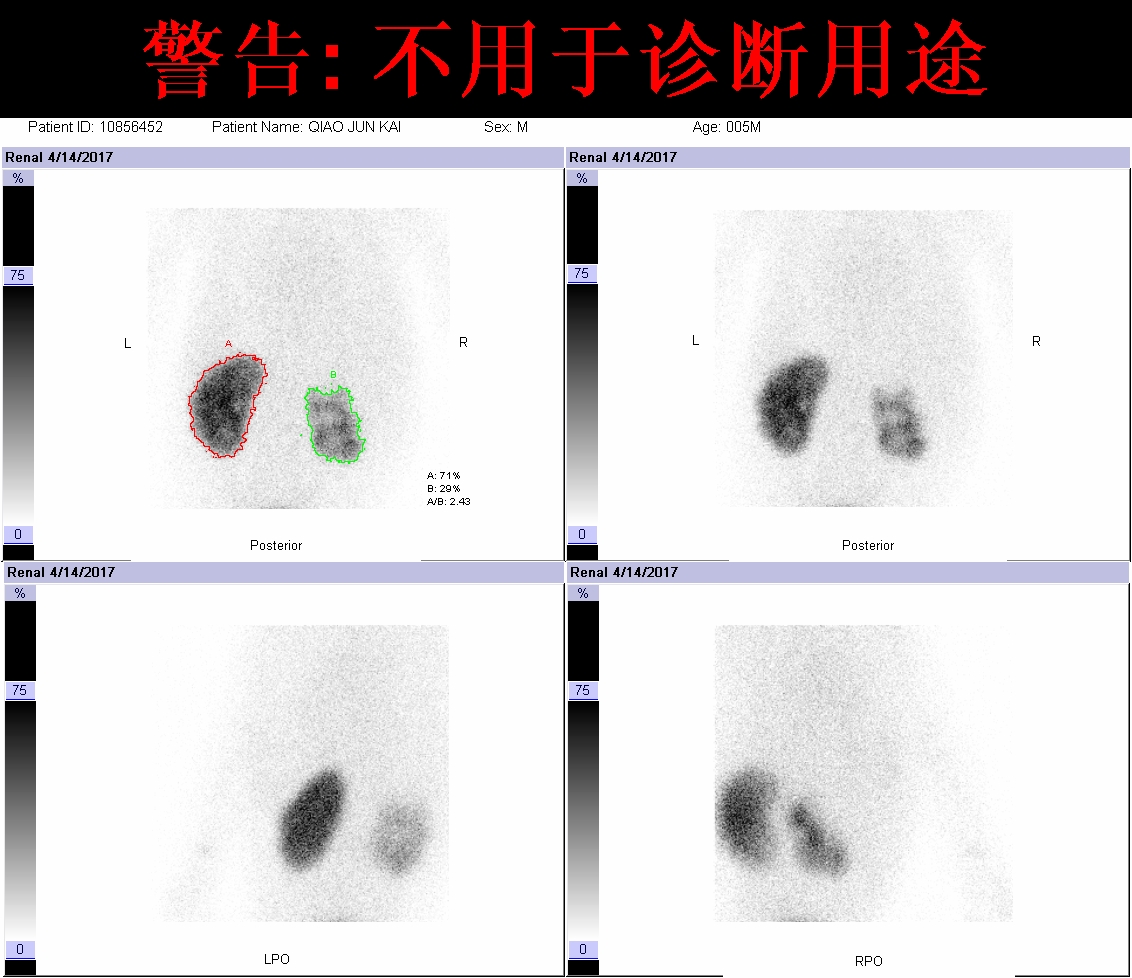 警告: 不用于诊断用途
Patient ID: 10856452 Patient Name: QIAO JUN KAI Sex: M Age: 005M
Renal 4/14/2017
%
75
0
L
R
A
B
A: 71%
B: 29%
A/B: 2.43
Posterior
Renal 4/14/2017
%
75
0
L
R
Posterior
Renal 4/14/2017
%
75
0
LPO
Renal 4/14/2017
%
75
0
RPO